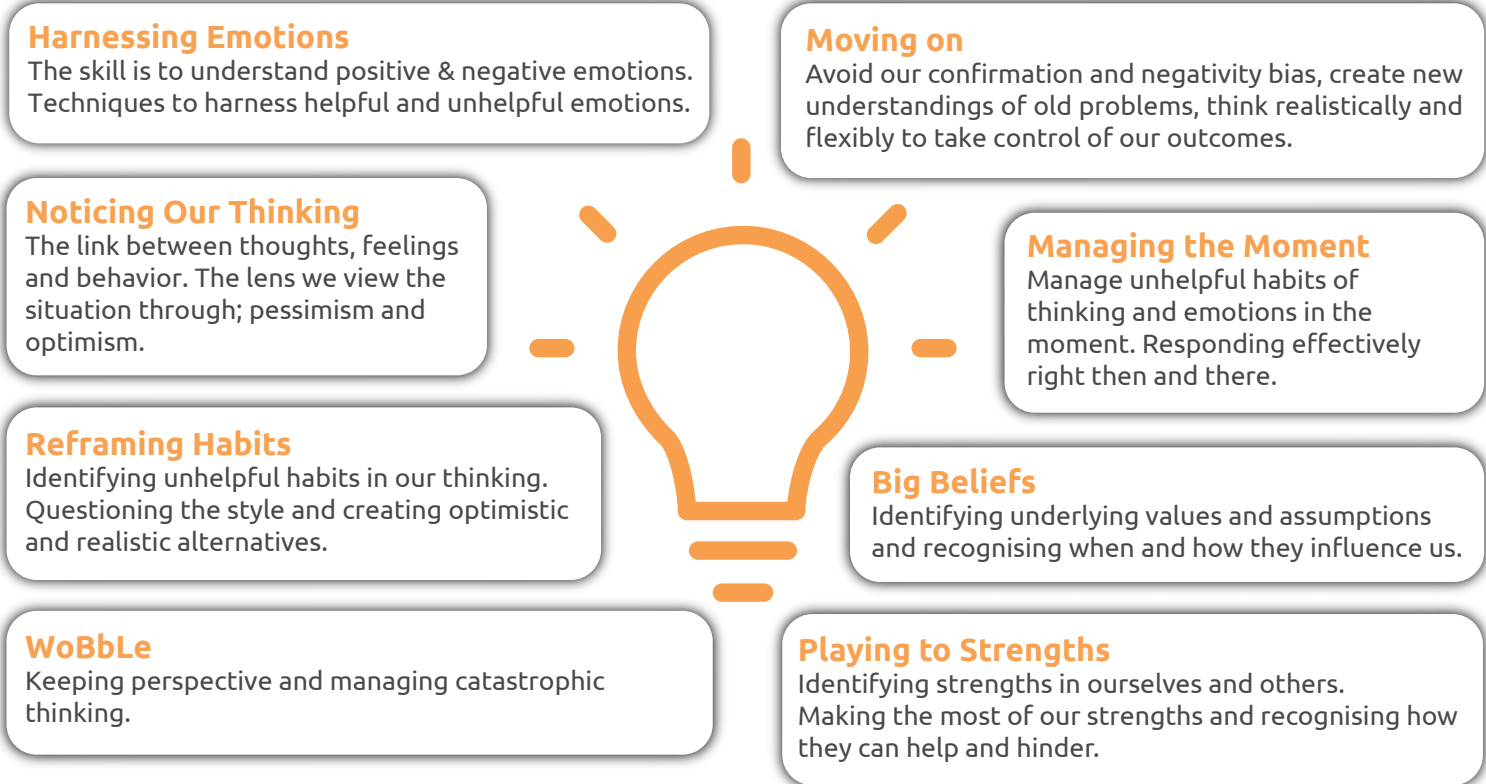 Harnessing Emotions
The skill is to understand positive & negative emotions.
Techniques to harness helpful and unhelpful emotions.
Noticing Our Thinking
The link between thoughts, feelings
and behavior. The lens we view the
situation through; pessimism and
optimism.
Reframing Habits
Identifying unhelpful habits in our thinking.
Questioning the style and creating optimistic
and realistic alternatives.
WoBbLe
Keeping perspective and managing catastrophic
thinking.
Moving on
Avoid our confirmation and negativity bias, create new
understandings of old problems, think realistically and
flexibly to take control of our outcomes.
Managing the Moment
Manage unhelpful habits of
thinking and emotions in the
moment. Responding effectively
right then and there.
Big Beliefs
Identifying underlying values and assumptions
and recognising when and how they influence us.
Playing to Strengths
Identifying strengths in ourselves and others.
Making the most of our strengths and recognising how
they can help and hinder.